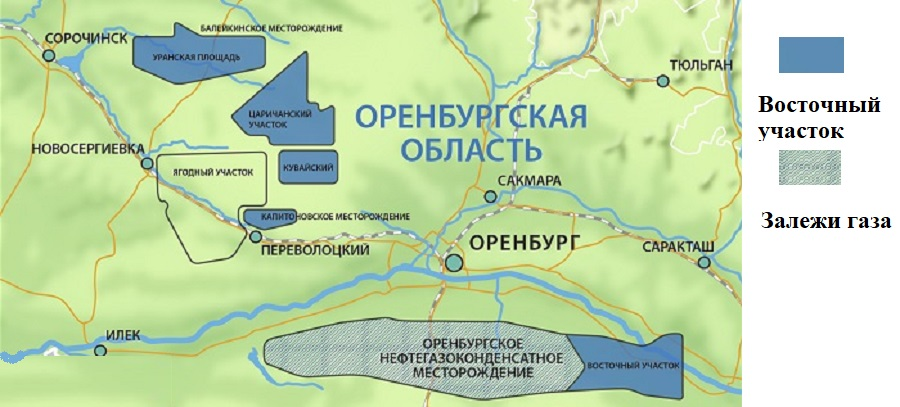 БАЛЕЙКИНСКОЕ МЕСТОРОЖДЕНИЕ
СОРОЧИНСК
УРАНСКАЯ ПЛОЩАДЬ
ТЮЛЬГАН
Восточный
участок
ЦАРИЧАНСКИЙ
УЧАСТОК
ОРЕНБУРГСКАЯ
ОБЛАСТЬ
НОВОСЕРГИЕВКА
ЯГОДНЫЙ УЧАСТОК
КУВАЙСКИЙ
САКМАРА
Залежи газа
КАПИТОНОВСКОЕ МЕСТОРОЖДЕНИЕ
ПЕРЕВОЛОЦКИЙ
ОРЕНБУРГ
САРАКТАШ
ИЛЕК
ОРЕНБУРГСКОЕ
НЕФТЕГАЗОКОНДЕНСАТНОЕ
МЕСТОРОЖДЕНИЕ
ВОСТОЧНЫЙ УЧАСТОК